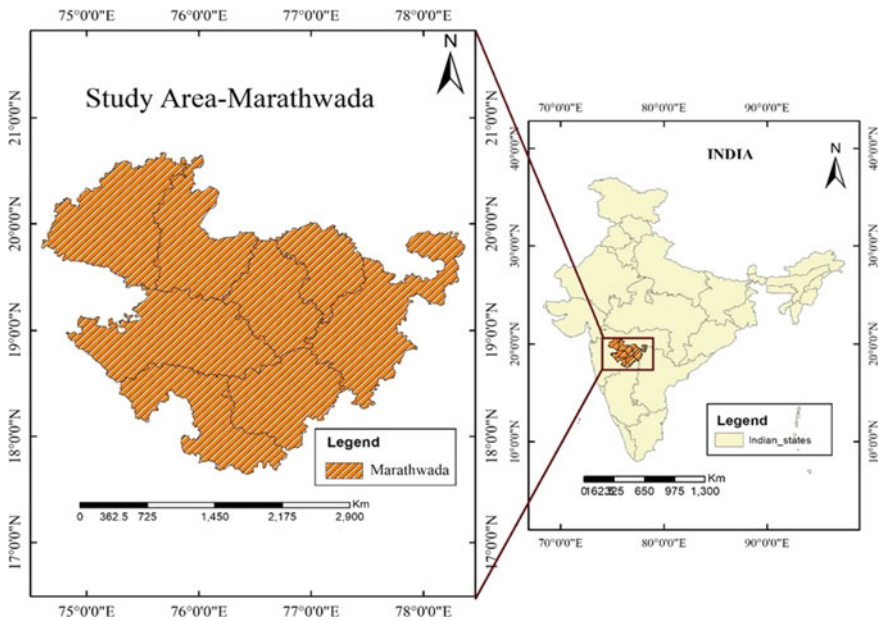 75°0'0"E 76°0'0"E 77°0'0"E 78°0'0"E
N
Study Area-Marathwada
21°0'0"N
20°0'0"N
19°0'0"N
18°0'0"N
17°0'0"N
21°0'0"N
20°0'0"N
19°0'0"N
18°0'0"N
17°0'0"N
Legend
Marathwada
Km
0 362.5 725 1,450 2,175 2,900
75°0'0"E 76°0'0"E 77°0'0"E 78°0'0"E
70°0'0"E 80°0'0"E 90°0'0"E
INDIA
N
40°0'0"N
30°0'0"N
20°0'0"N
10°0'0"N
40°0'0"N
30°0'0"N
20°0'0"N
10°0'0"N
Legend
Indian_states
Km
650 975 1,300
70°0'0"E 80°0'0"E 90°0'0"E